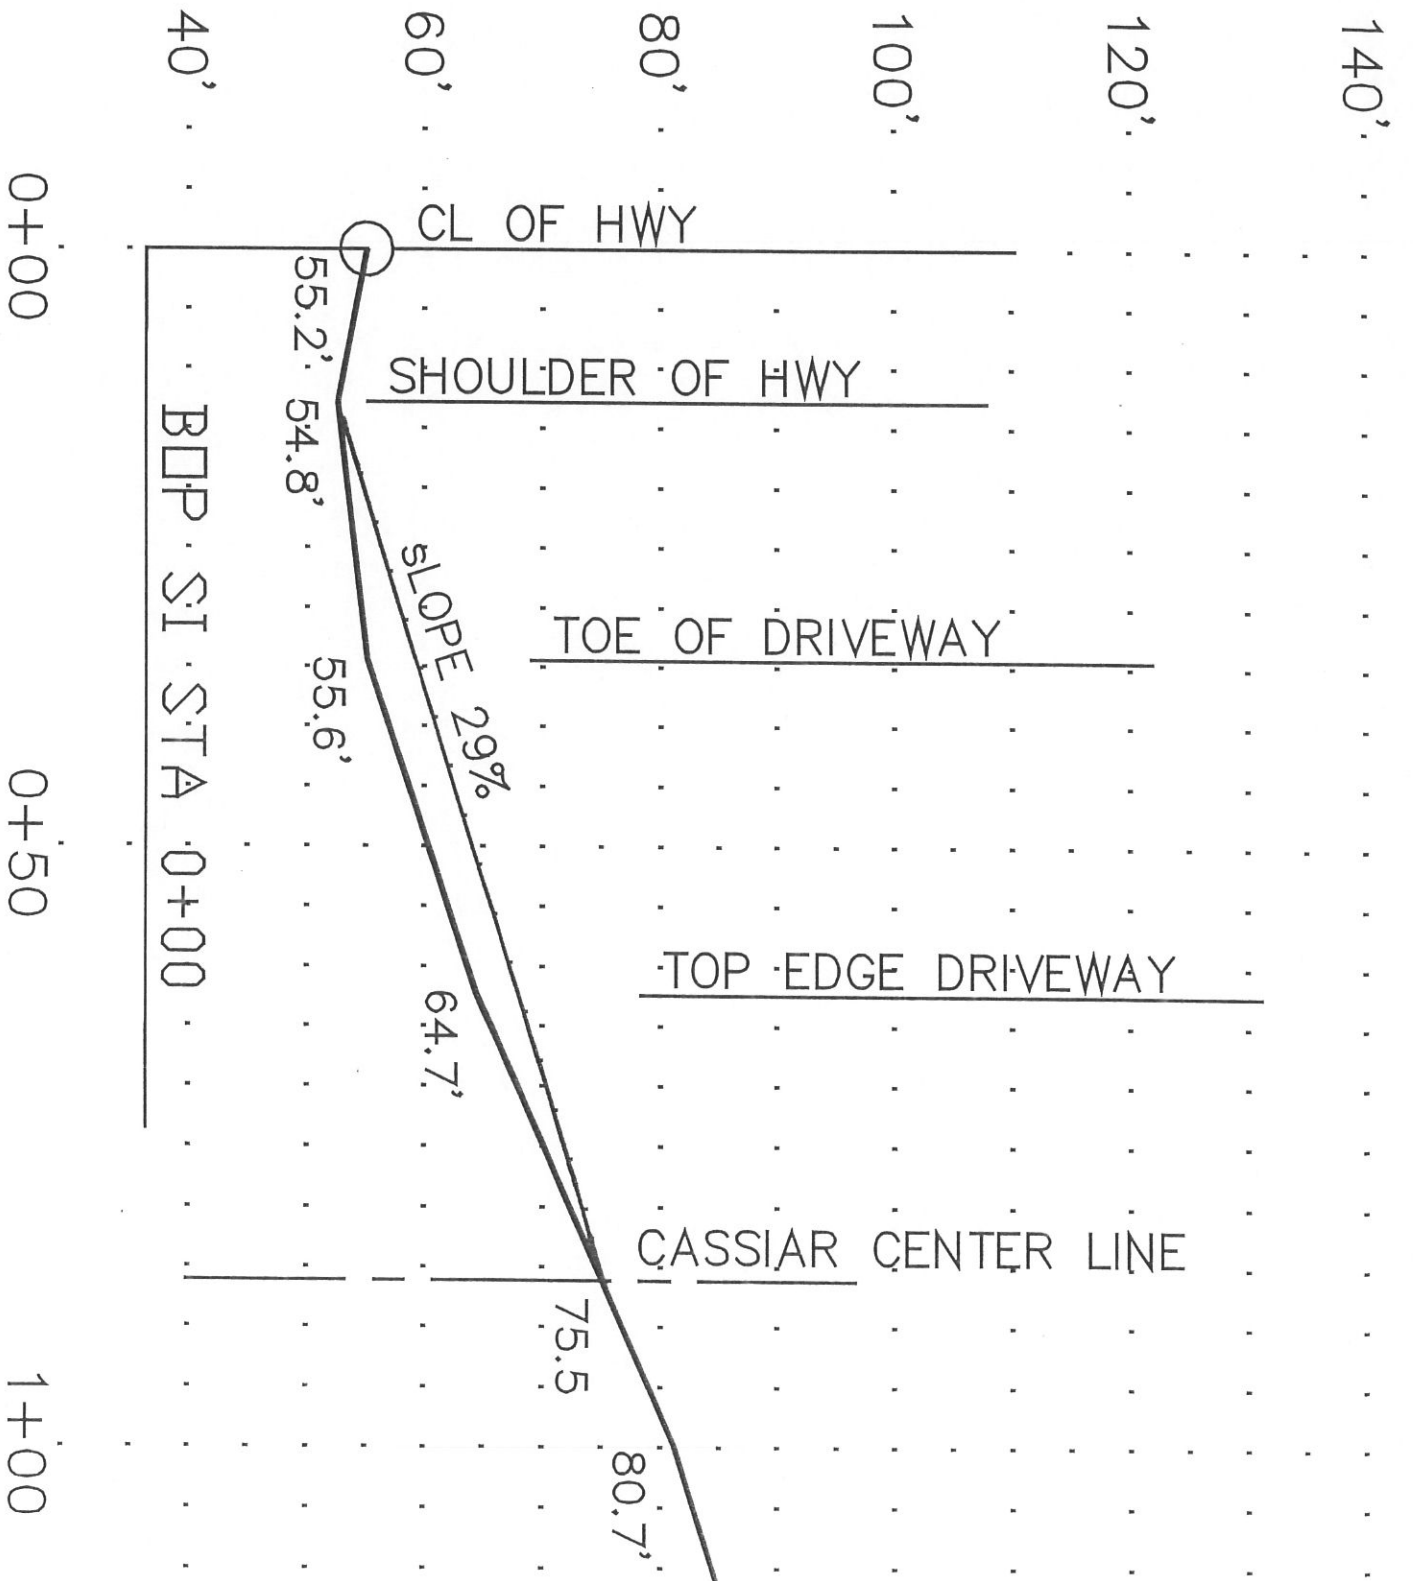 40'
60'
80'
100'
120'
140'
0+00
0+50
1+00
CL OF HWY
55.2'
SHOULDER OF HWY
54.8'
SLOPE 29%
TOE OF DRIVEWAY
55.6'
BOP SI STA 0+00
TOP EDGE DRIVEWAY
64.7'
CASSIAR CENTER LINE
75.5
80.7'